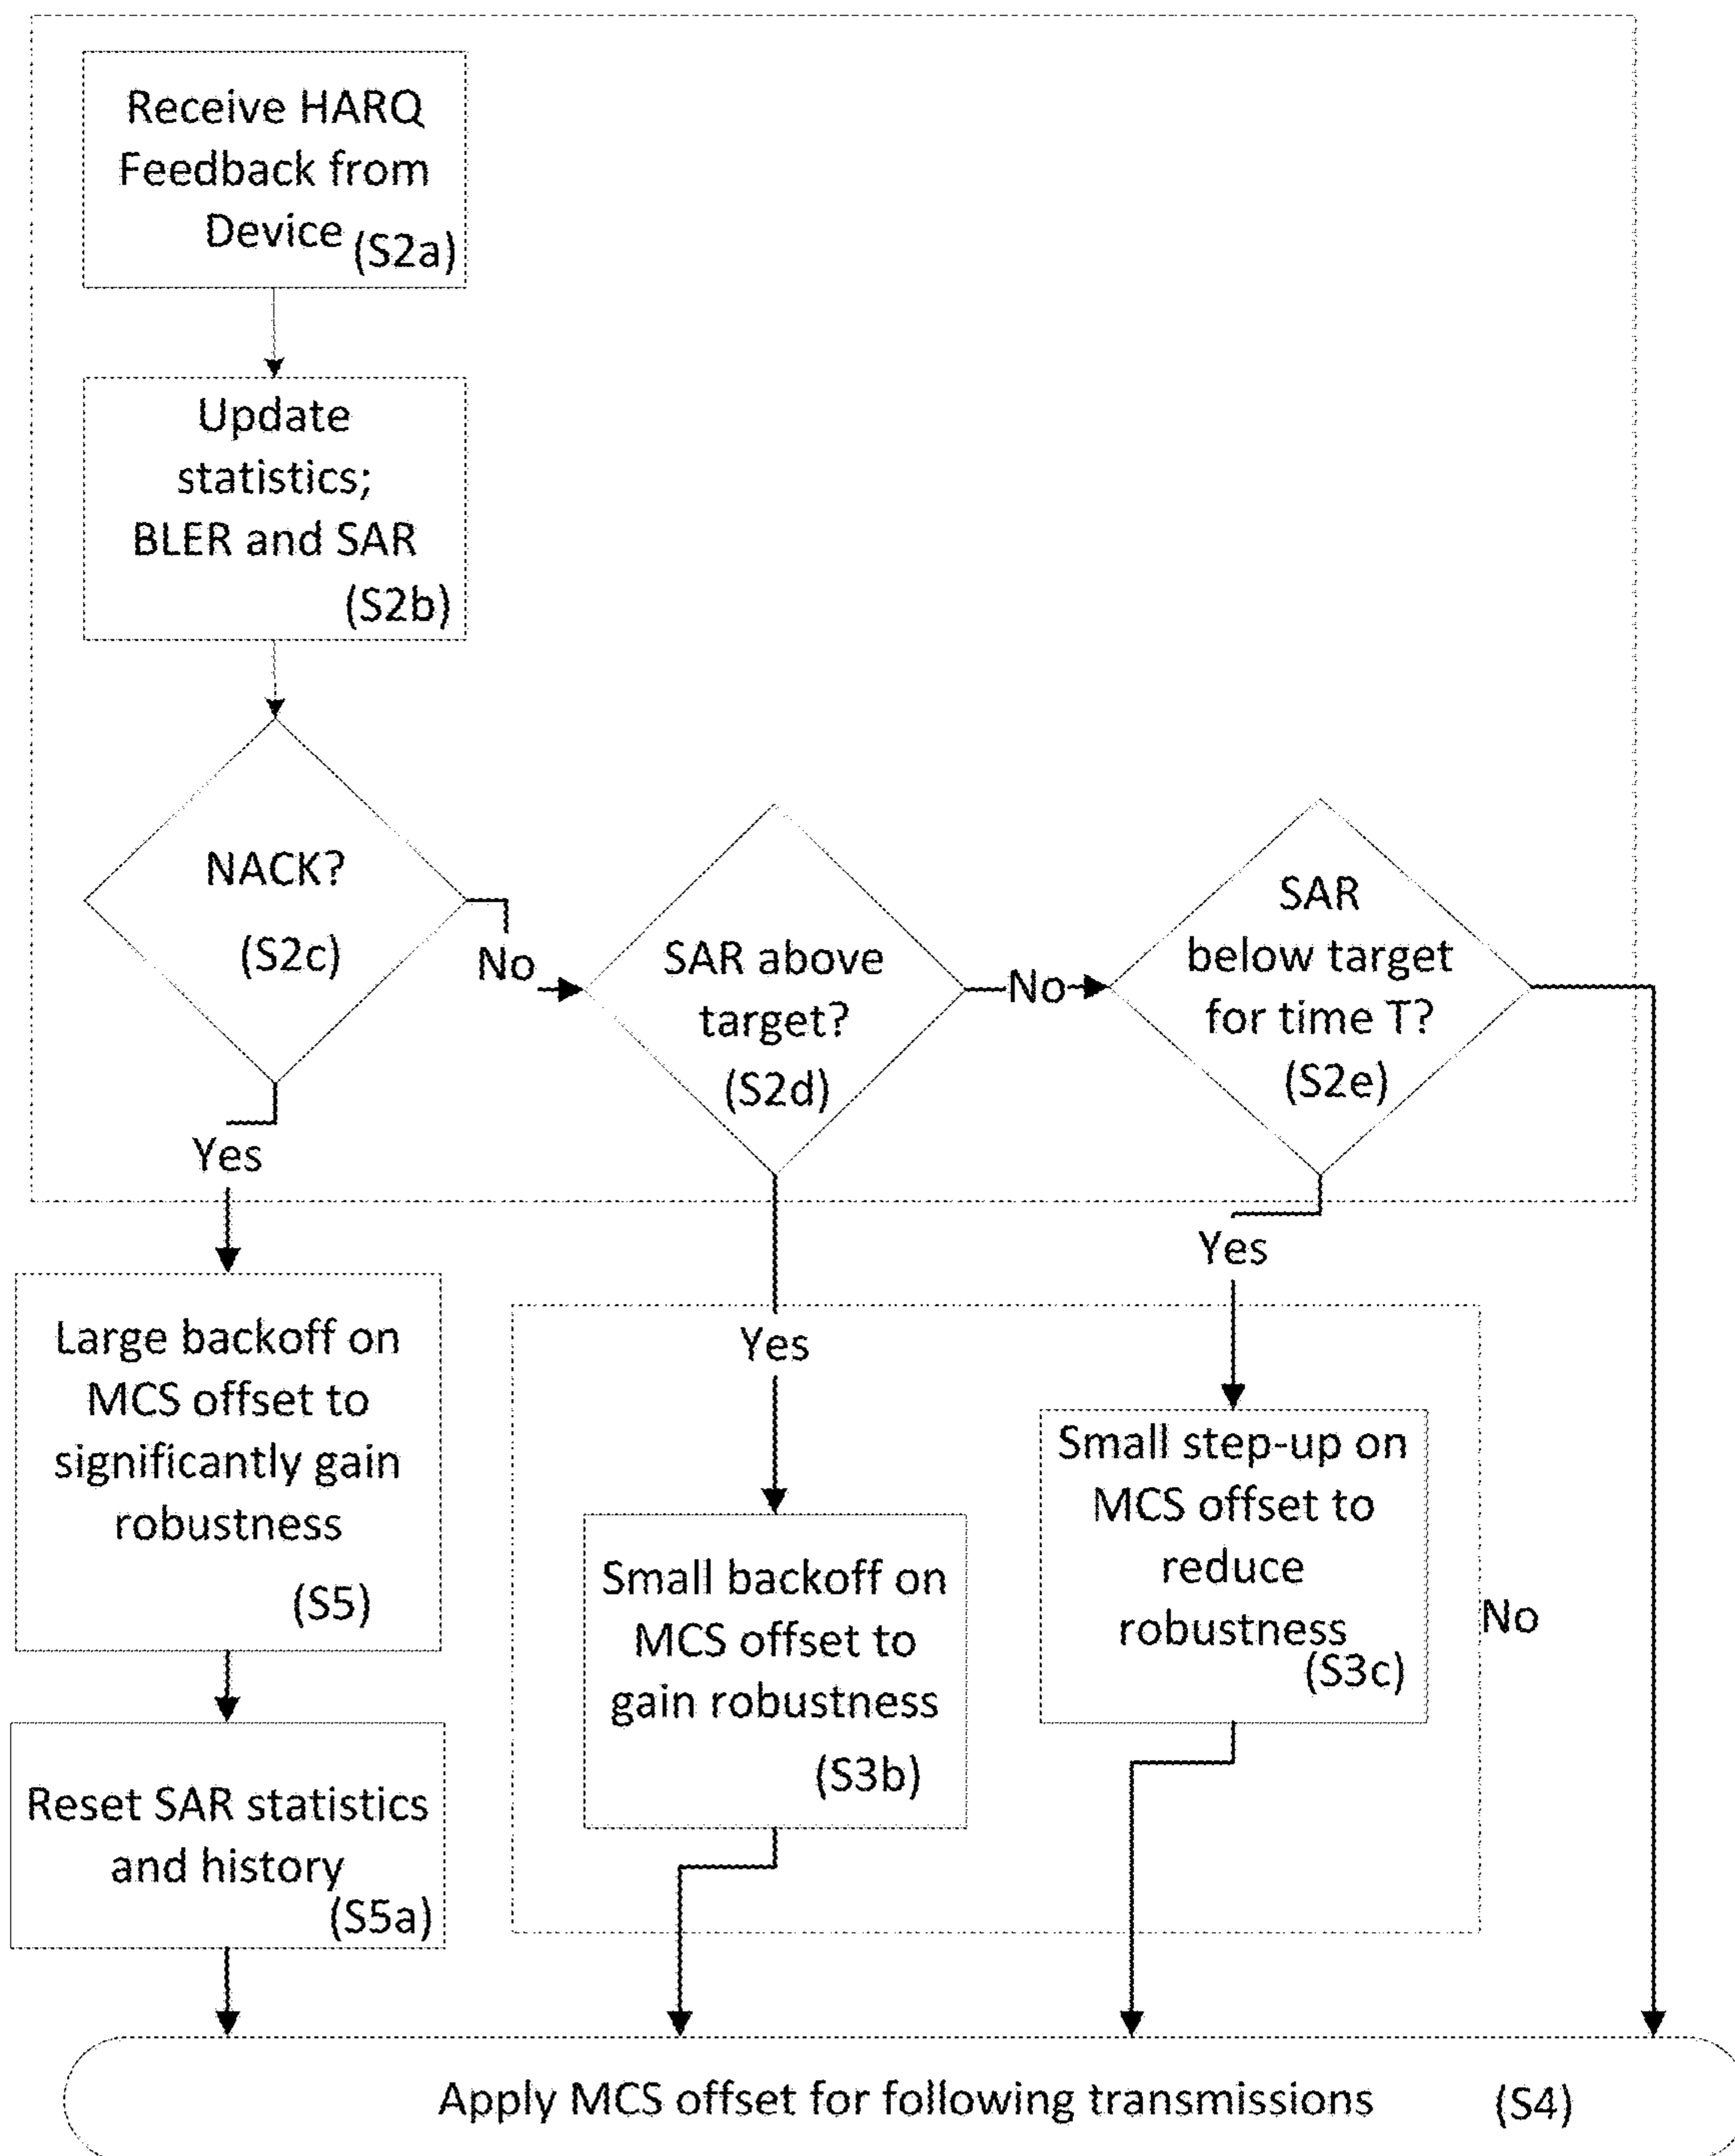 Receive HARQ
Feedback from
Device (S2a)
Update
statistics;
BLER and SAR
(S2b)
NACK?
(S2c)
No
SAR above
target?
(S2d)
No
SAR
below target
for time T?
(S2e)
Yes
Yes
Yes
No
Large backoff on
MCS offset to
significantly gain
robustness
(S5)
Small backoff on
MCS offset to
gain robustness
(S3b)
Small step-up on
MCS offset to
reduce
robustness
(S3c)
Reset SAR statistics
and history
(S5a)
Apply MCS offset for following transmissions (S4)